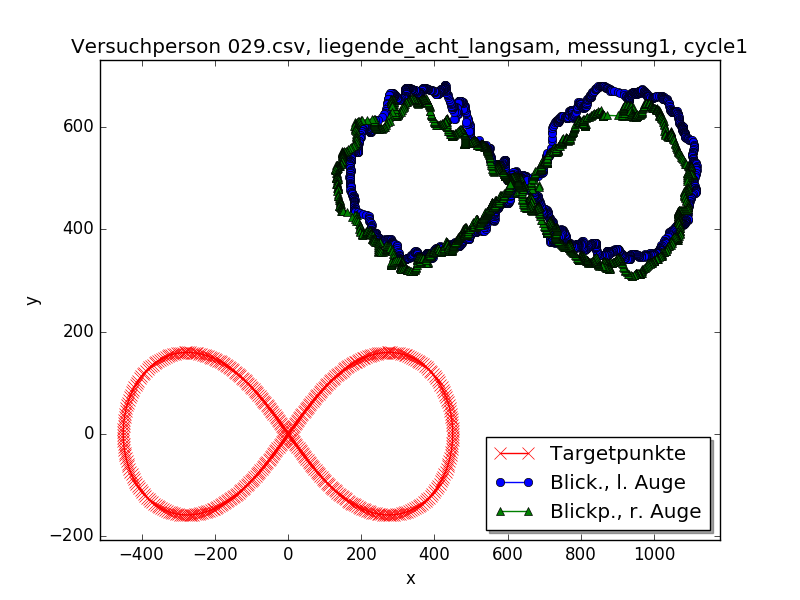 Versuchperson 029.csv, liegende_acht_langsam, messung1, cycle1
600
400
200
0
−200
y
−400 −200 0 200 400 600 800 1000
x
Targetpunkte
Blick., l. Auge
Blickp., r. Auge